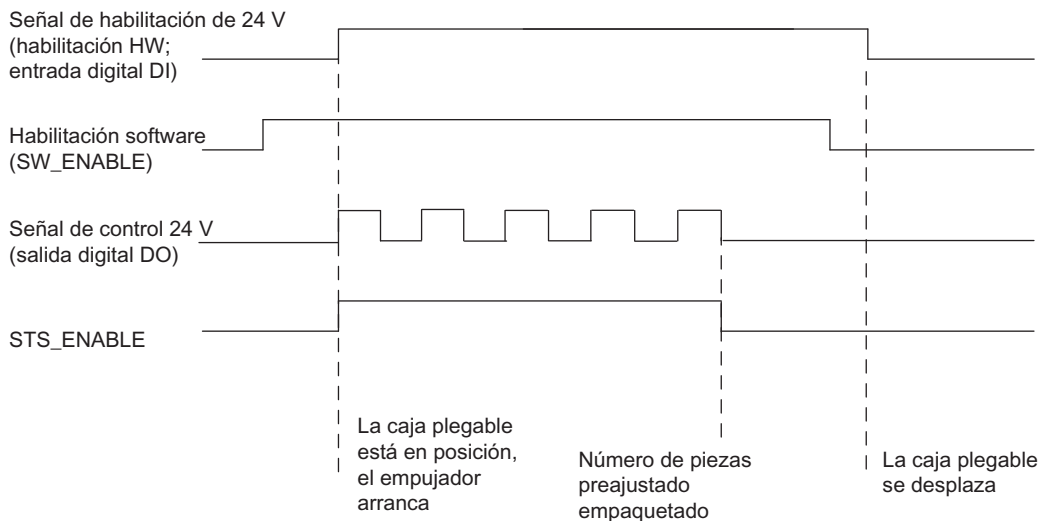 Señal de habilitación de 24 V
(habilitación HW;
entrada digital DI)
Habilitación software
(SW_ENABLE)
Señal de control 24 V
(salida digital DO)
STS_ENABLE
La caja plegable
está en posición,
el empujador
arranca
Número de piezas
preajustado
empaquetado
La caja plegable
se desplaza